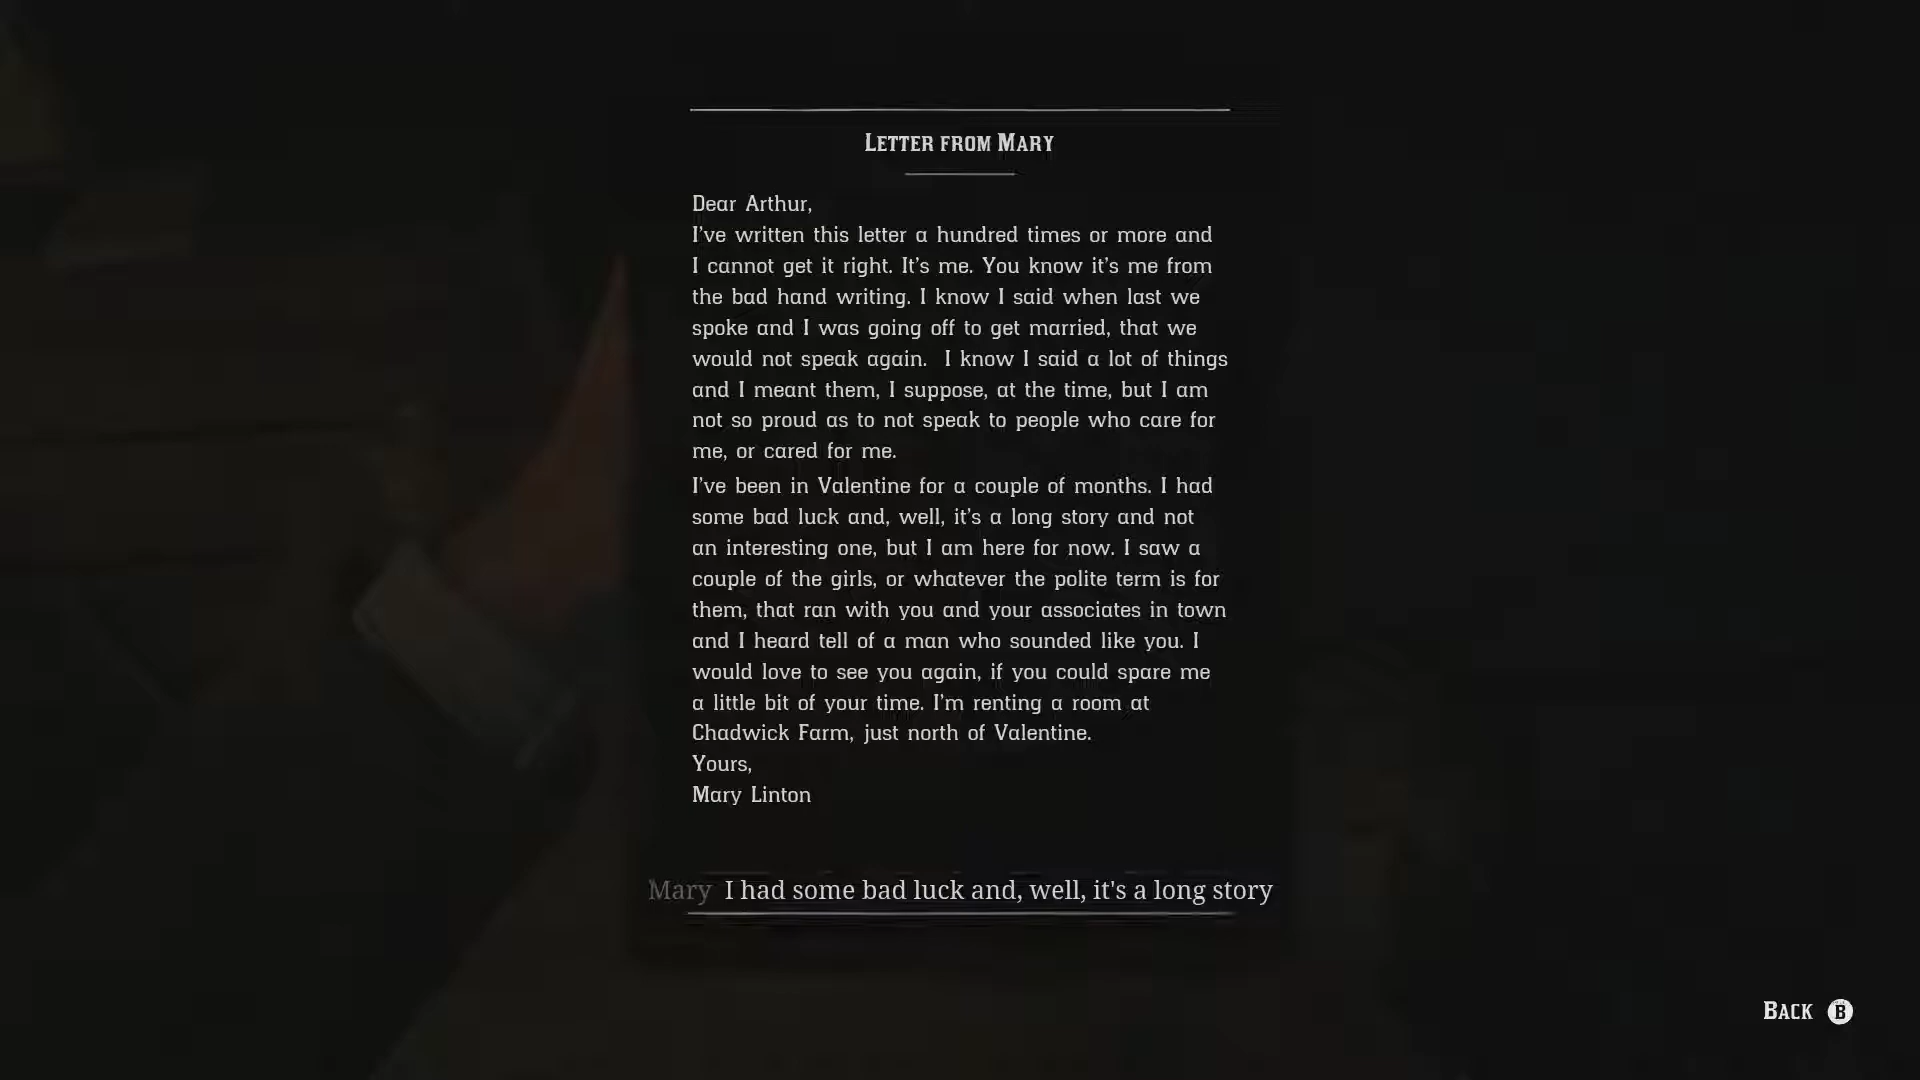 Letter from Mary
Dear Arthur,
I've written this letter a hundred times or more and
I cannot get it right. It's me. You know it's me from
the bad hand writing. I know I said when last we
spoke and I was going off to get married, that we
would not speak again.  I know I said a lot of things
and I meant them, I suppose, at the time, but I am
not so proud as to not speak to people who care for
me, or cared for me.
I've been in Valentine for a couple of months. I had
some bad luck and, well, it's a long story and not
an interesting one, but I am here for now. I saw a
couple of the girls, or whatever the polite term is for
them, that ran with you and your associates in town
and I heard tell of a man who sounded like you. I
would love to see you again, if you could spare me
a little bit of your time. I'm renting a room at
Chadwick Farm, just north of Valentine.
Yours,
Mary Linton
Mary I had some bad luck and, well, it's a long story
Back B